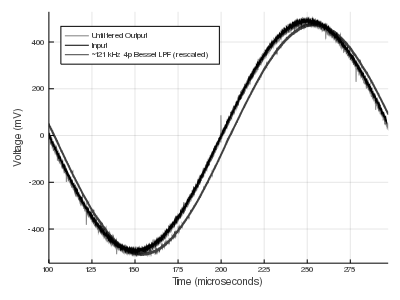 400
200
0
-200
-400
Voltage (mV)
Unfiltered Output
Input
~121 kHz 4p Bessel LPF (rescaled)
100 125 150 175 200 225 250 275
Time (microseconds)